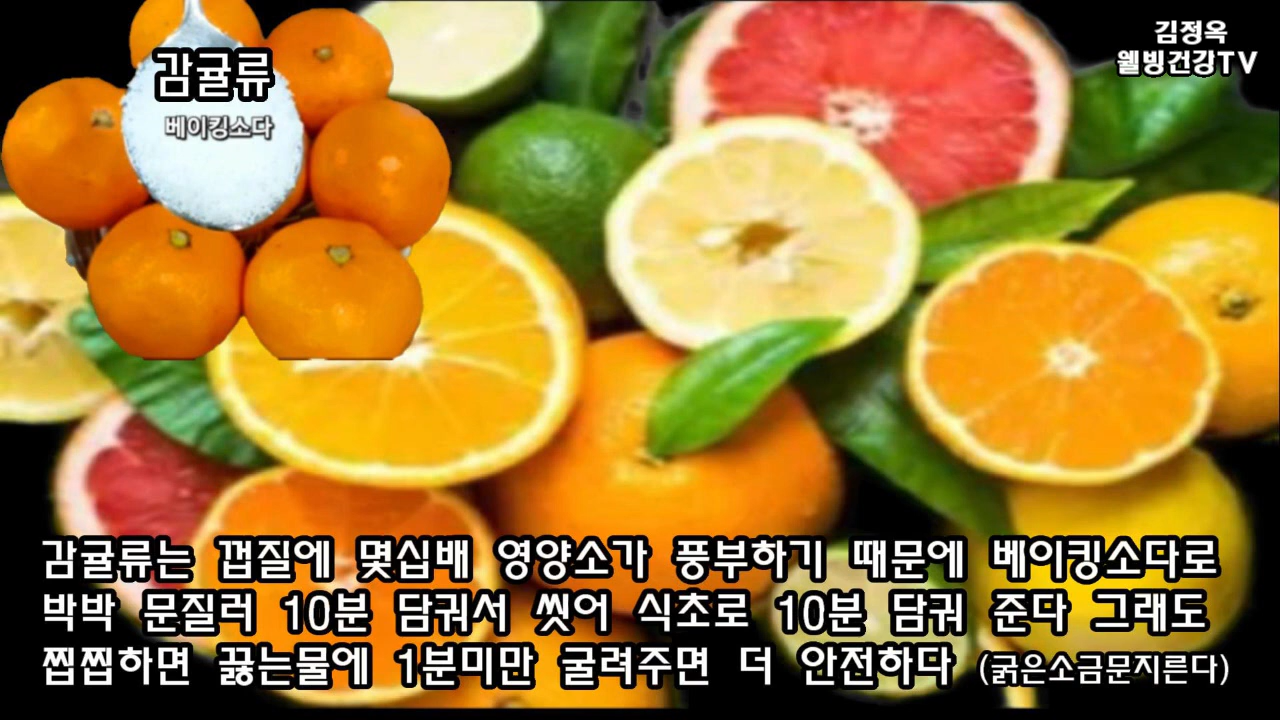 감귤류
베이킹소다
김정옥
웰빙건강TV
감귤류는 껍질에 몇십배 영양소가 풍부하기 때문에 베이킹소다로
박박 문질러 10분 담궈서 씻어 식초로 10분 담궈 준다 그래도
찝찝하면 끓는물에 1분미만 굴려주면 더 안전하다 (굵은소금문지른다)